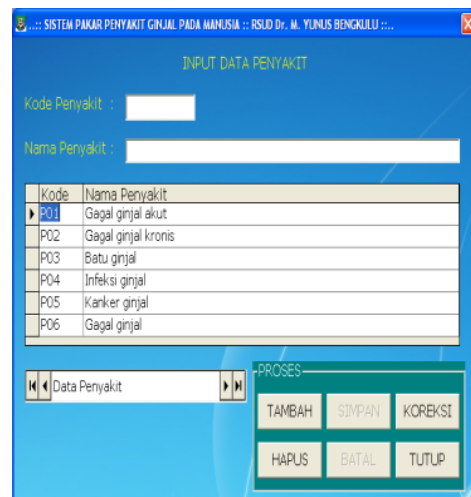 ..:: SISTEM PAKAR PENYAKIT GINJAL PADA MANUSIA :: RSUD Dr. M. YUNUS BENGKULU ::...
INPUT DATA PENYAKIT
Kode Penyakit :
Nama Penyakit :
Kode Nama Penyakit
P01 Gagal ginjal akut
P02 Gagal ginjal kronis
P03 Batu ginjal
P04 Infeksi ginjal
P05 Kanker ginjal
P06 Gagal ginjal
Data Penyakit
PROSES
TAMBAH SIMPAN KOREKSI
HAPUS BATAL TUTUP